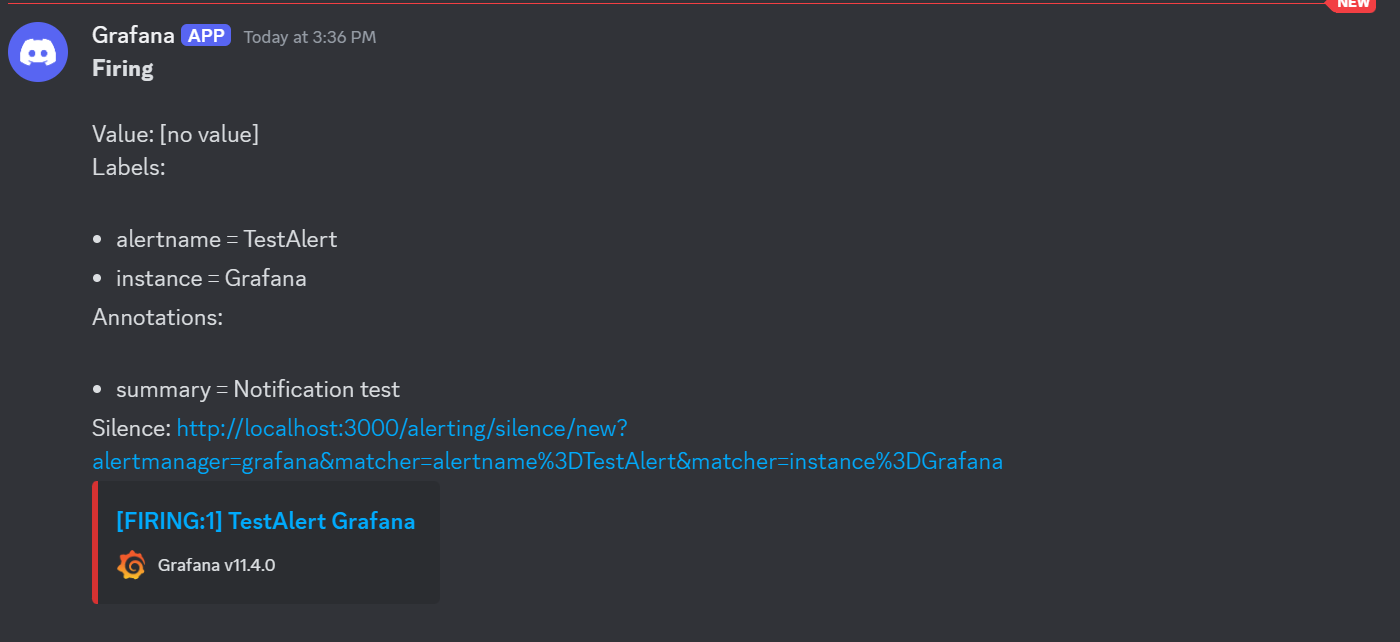 NEW
Grafana APP Today at 3:36 PM
Firing
Value: [no value]
Labels:
• alertname = TestAlert
• instance = Grafana
Annotations:
• summary = Notification test
Silence: http://localhost:3000/alerting/silence/new?
alertmanager=grafana&matcher=alertname%3DTestAlert&matcher=instance%3DGrafana
[FIRING:1] TestAlert Grafana
Grafana v11.4.0